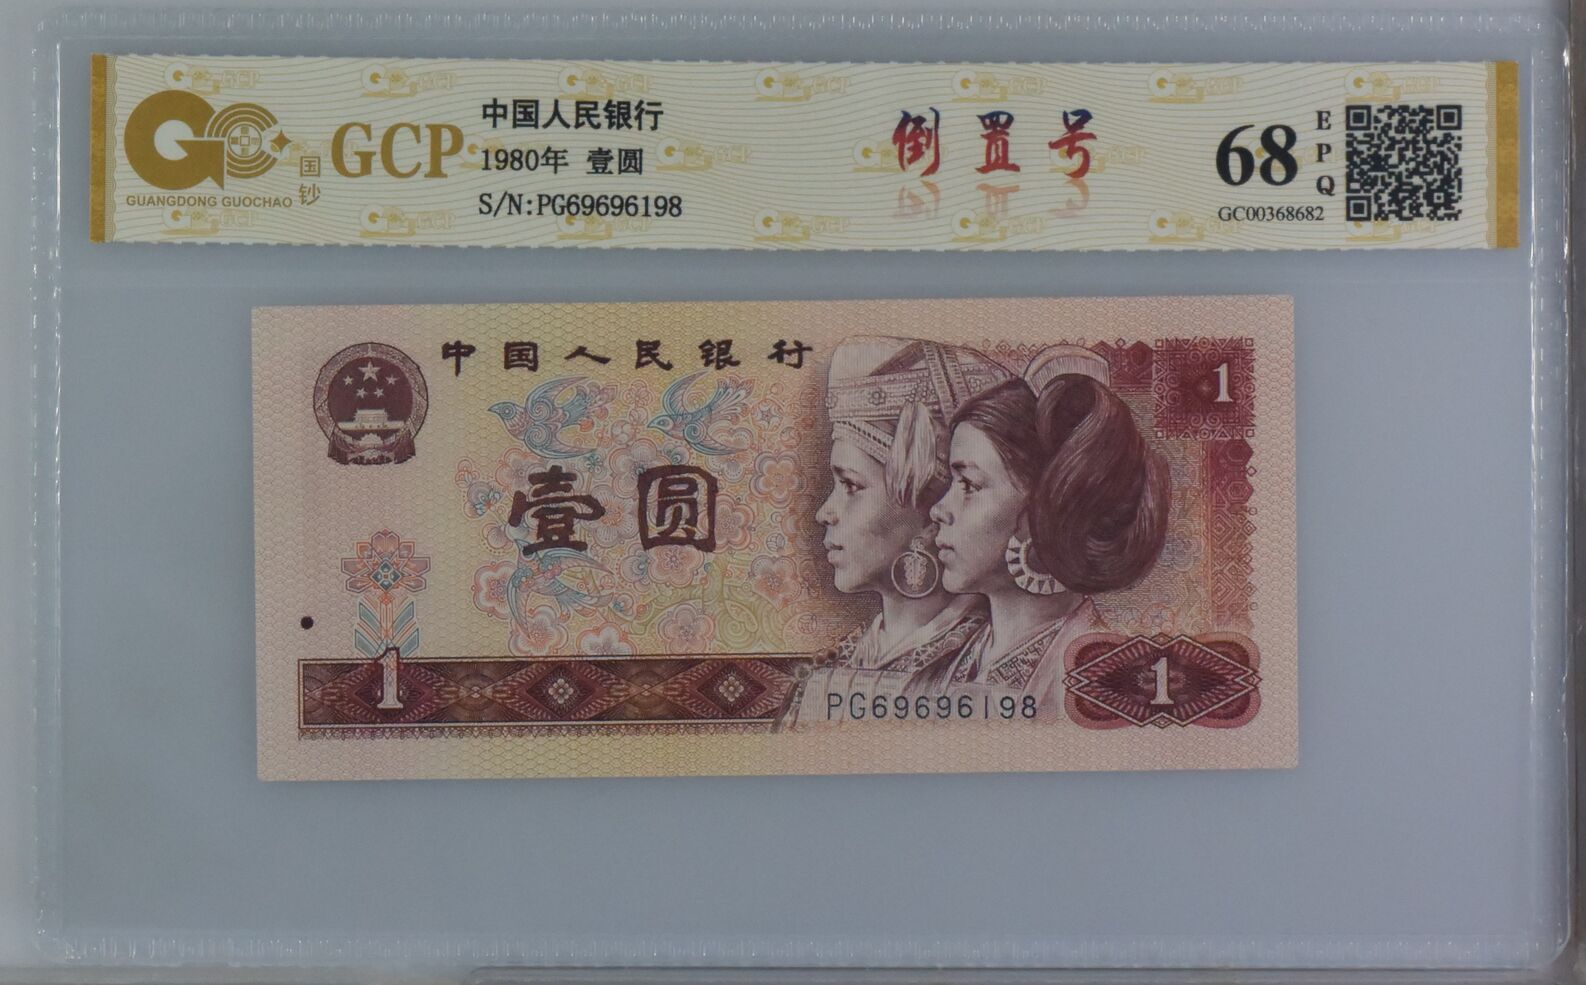 GCP
国钞
GUANGDONG GUOCHAO
中国人民银行
1980年 壹圆
S/N:PG69696198
倒置号
68
EPQ
GC00368682
中国人民银行
1
壹圆
1
PG69696198
1